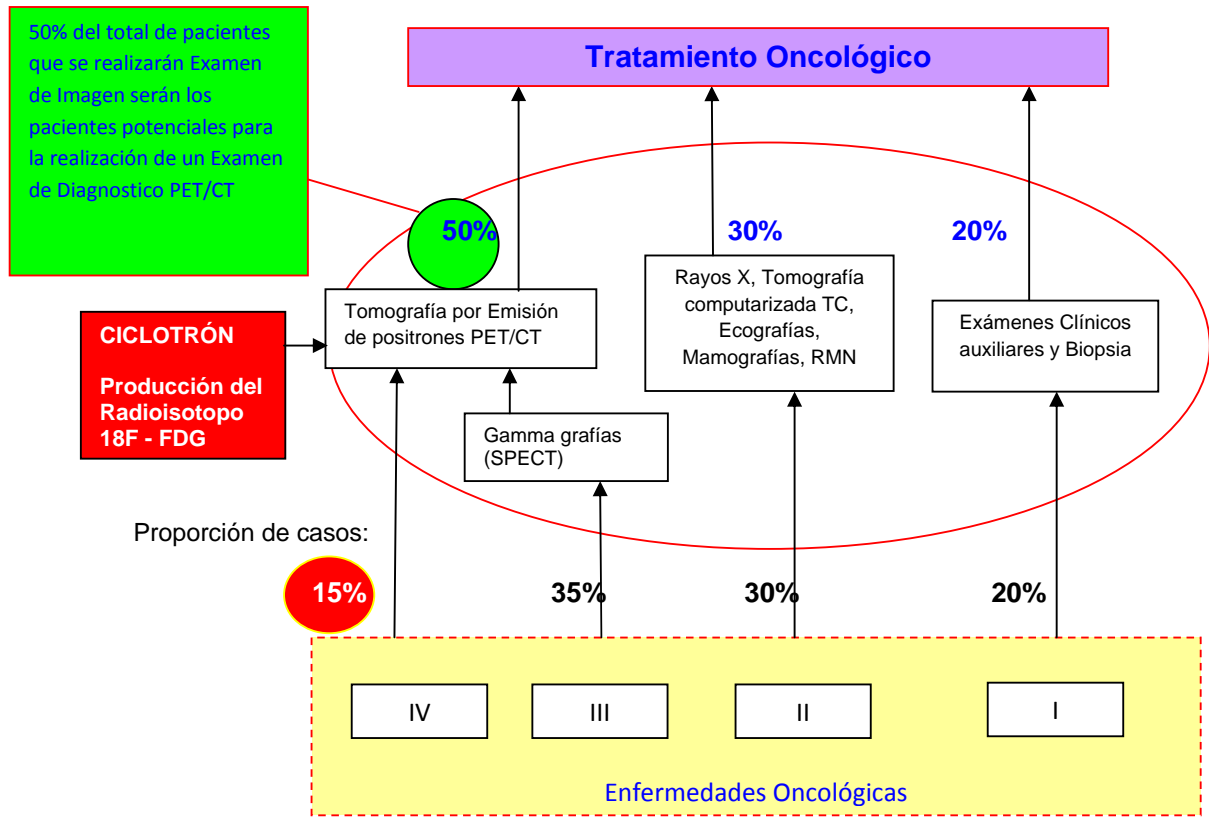 50% del total de pacientes
que se realizarán Examen
de Imagen serán los
pacientes potenciales para
la realización de un Examen
de Diagnostico PET/CT
Tratamiento Oncológico
50%
30%
20%
CICLOTRÓN
Producción del
Radioisotopo
18F - FDG
Tomografía por Emisión
de positrones PET/CT
Rayos X, Tomografía
computarizada TC,
Ecografías,
Mamografías, RMN
Exámenes Clínicos
auxiliares y Biopsia
Gamma grafías
(SPECT)
Proporción de casos:
15%
35%
30%
20%
IV
III
II
I
Enfermedades Oncológicas